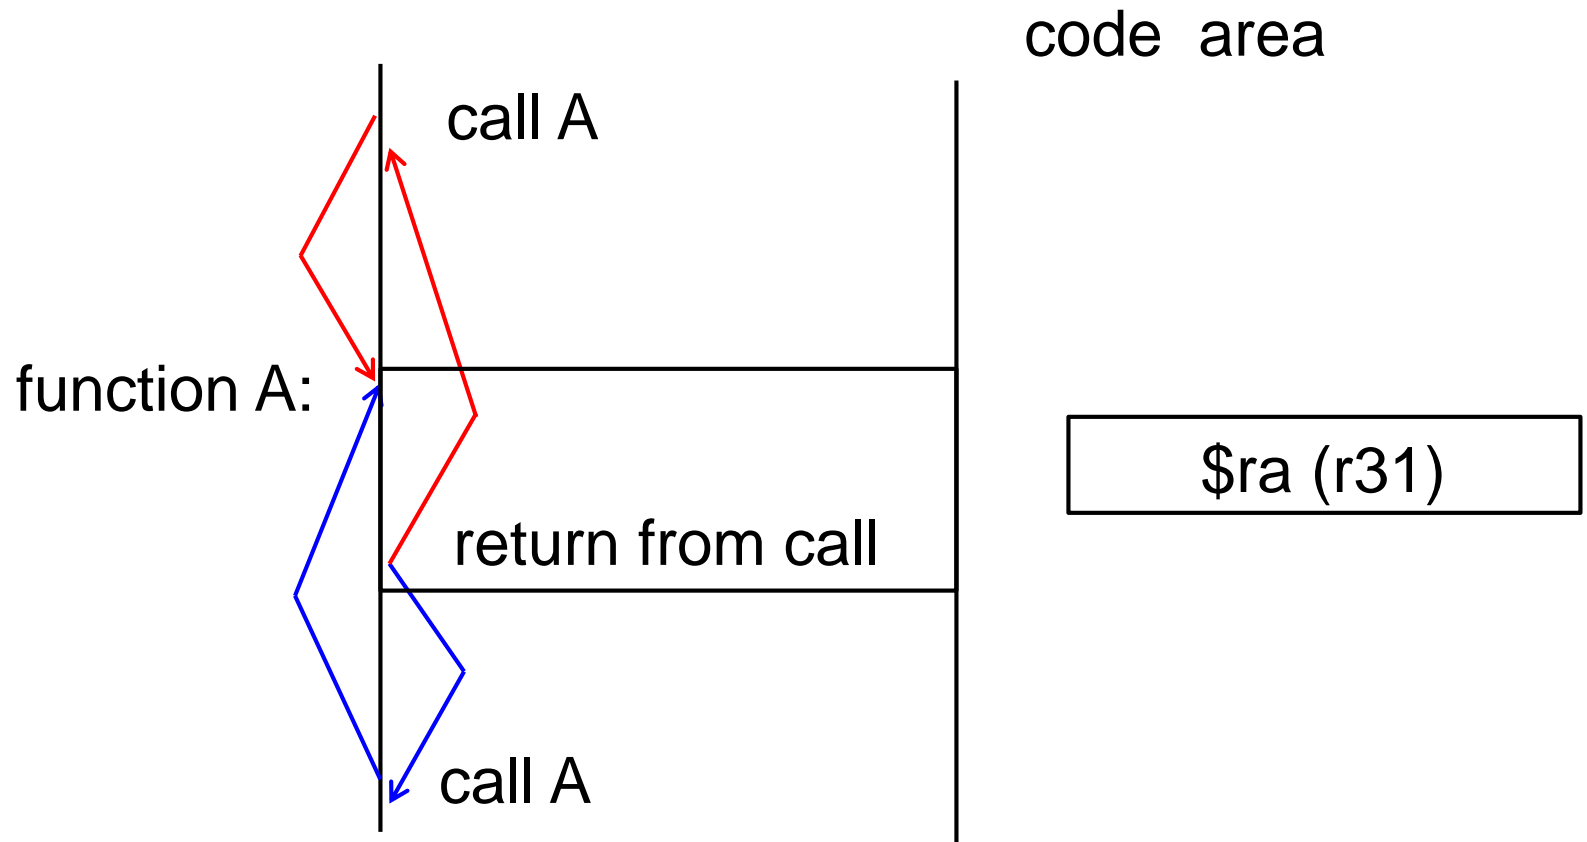 code area
call A
function A:
$ra (r31)
return from call
call A